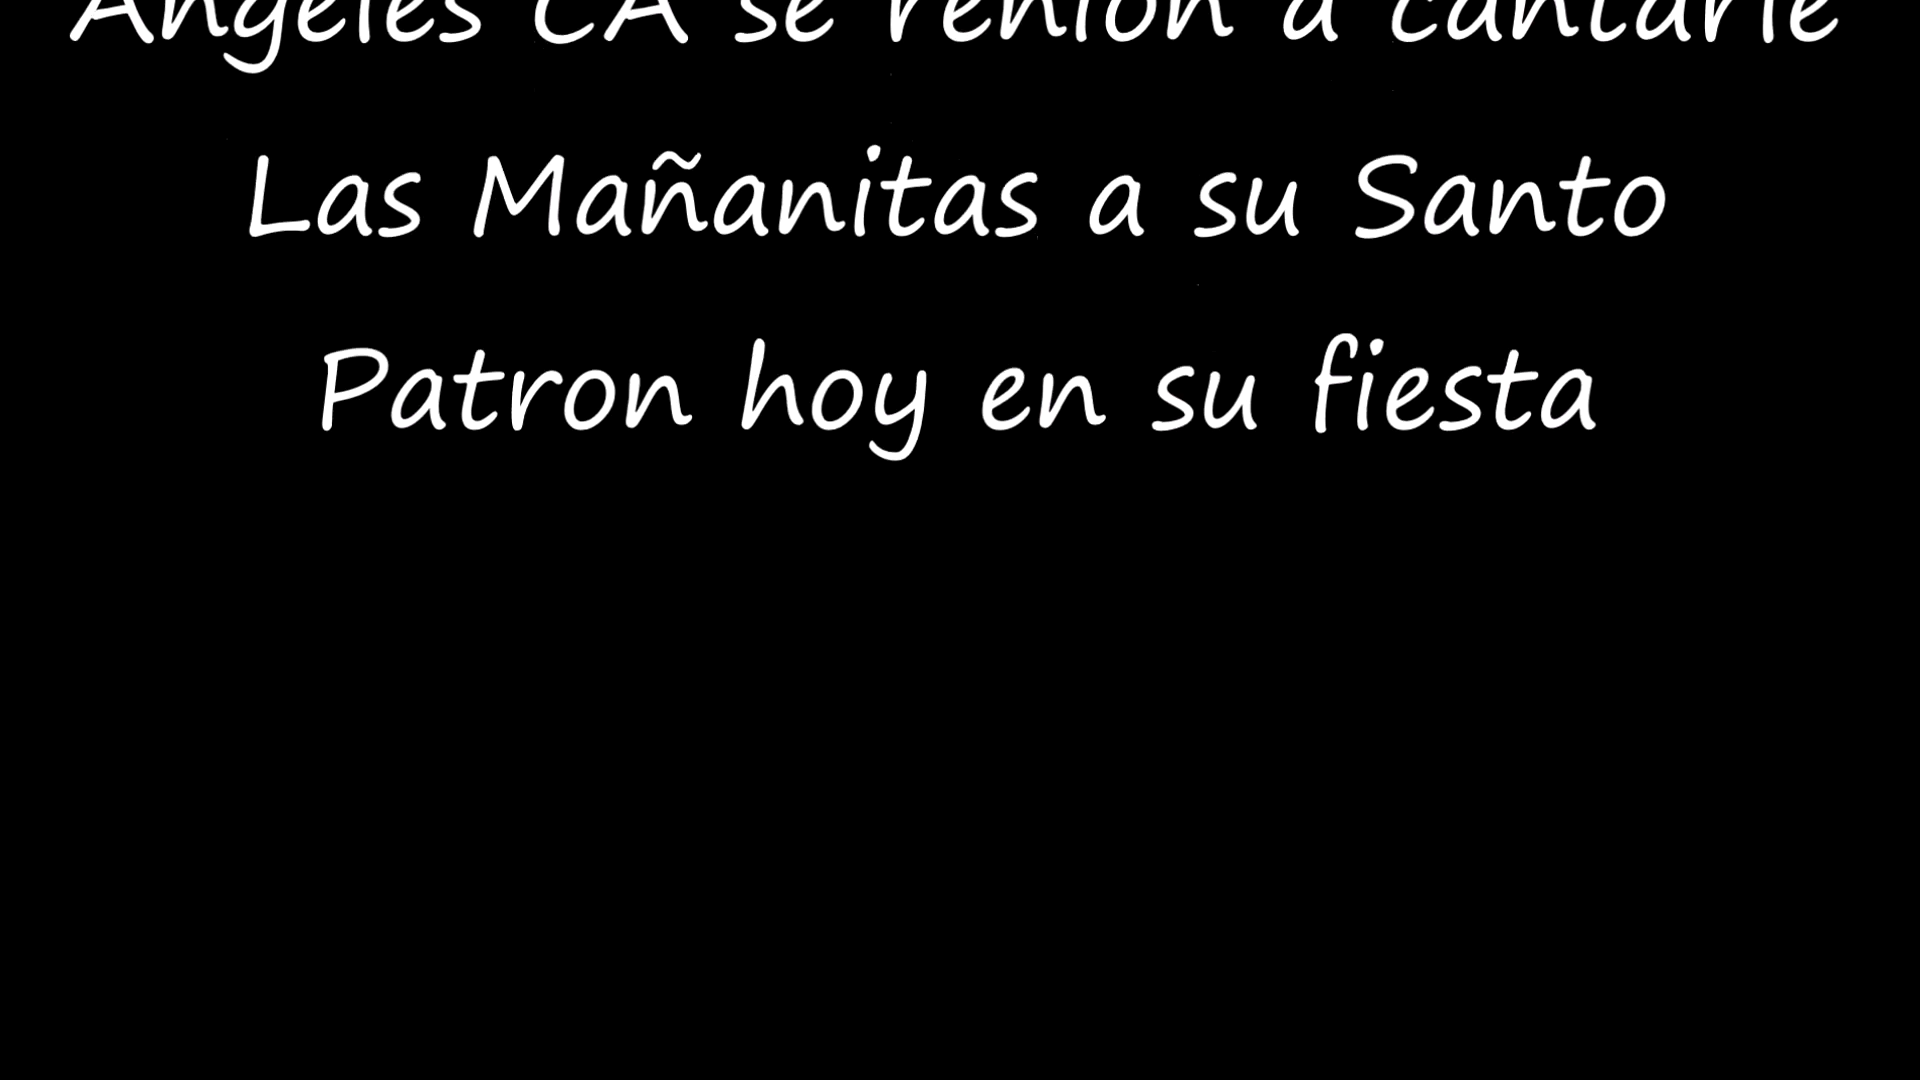 Angeles CA se renion a cantarle
Las Mañanitas a su Santo
Patron hoy en su fiesta